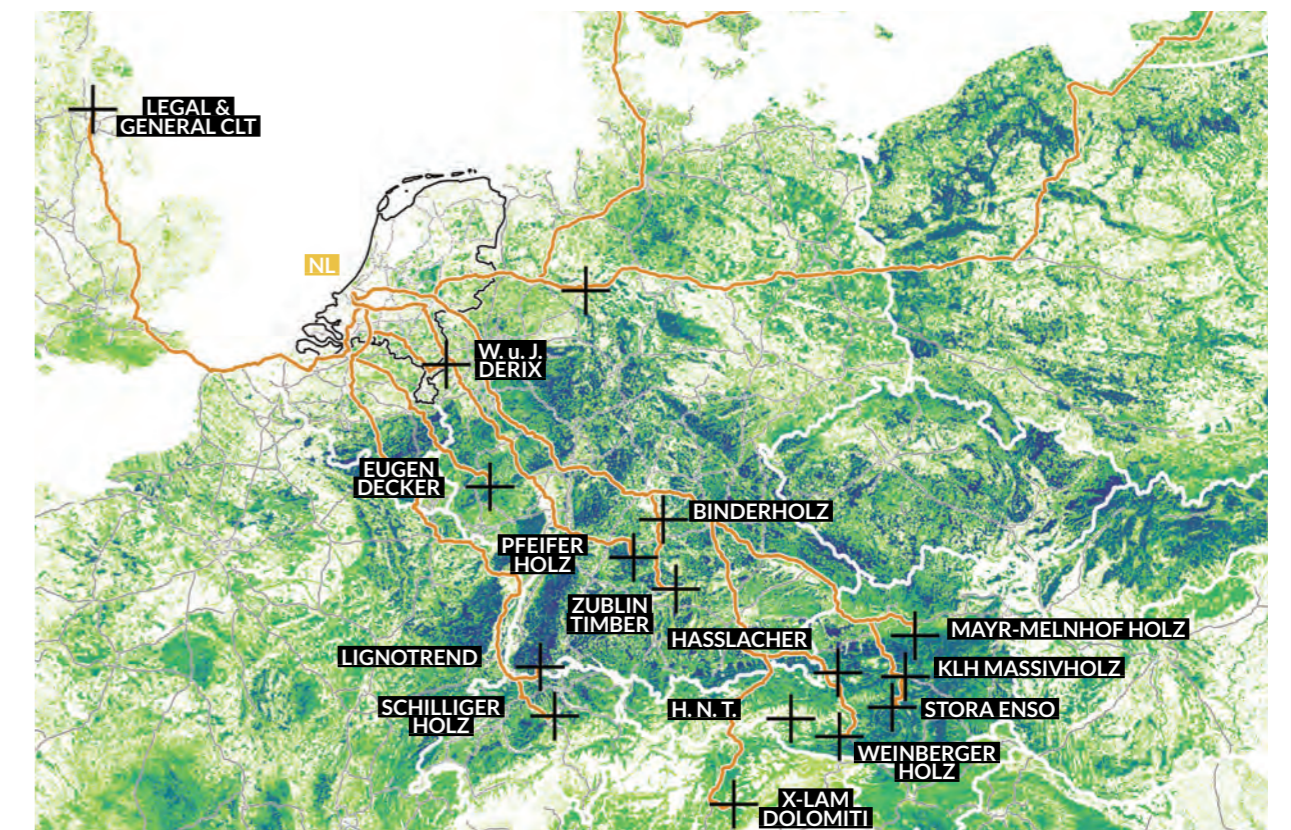 LEGAL &
GENERAL CLT
NL
W. u. J.
DERIX
EUGEN
DECKER
BINDERHOLZ
PFEIFER
HOLZ
ZUBLIN
TIMBER
HASSLACHER
MAYR-MELNHOF HOLZ
LIGNOTREND
KLH MASSIVHOLZ
SCHILLIGER
HOLZ
H. N. T.
STORA ENSO
WEINBERGER
HOLZ
X-LAM
DOLOMITI